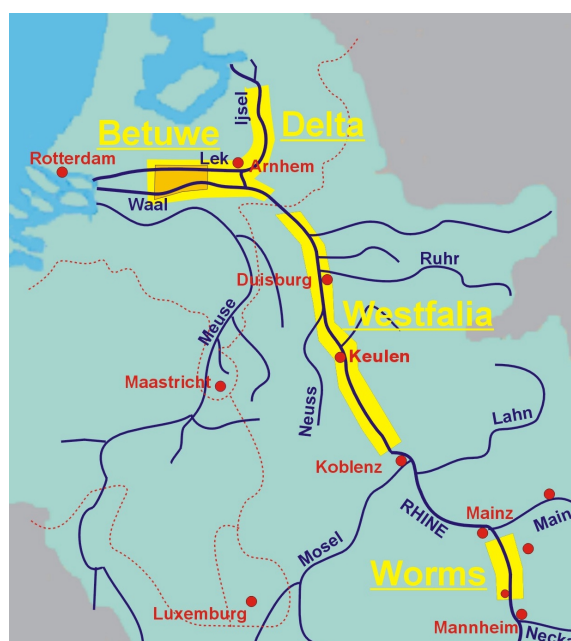 Ijsel
Betuwe
Delta
Rotterdam
Lek
Arnhem
Waal
Ruhr
Duisburg
Westfalia
Meuse
Keulen
Maastricht
Neuss
Lahn
Koblenz
RHINE
Mainz
Main
Mosel
Worms
Luxemburg
Mannheim
Necka